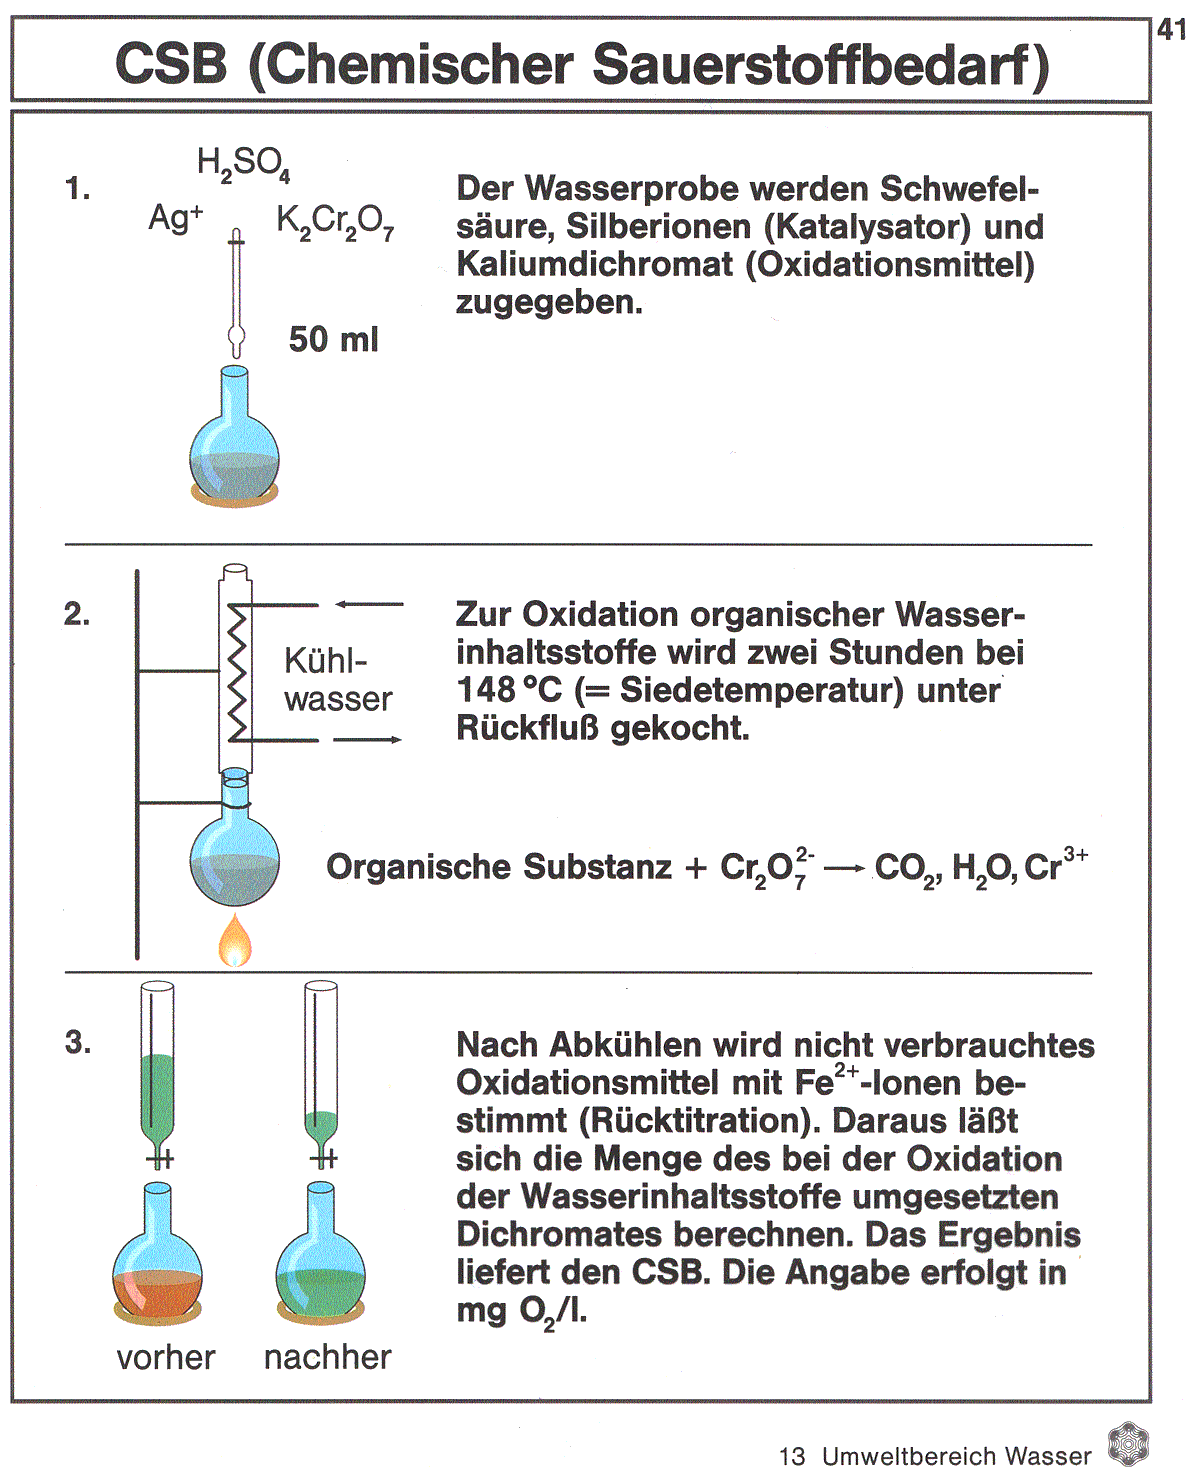 41
CSB (Chemischer Sauerstoffbedarf)
1.
H₂SO₄
Ag⁺
K₂Cr₂O₇
50 ml
Der Wasserprobe werden Schwefel-
säure, Silberionen (Katalysator) und
Kaliumdichromat (Oxidationsmittel)
zugegeben.
2.
Kühl-
wasser
Zur Oxidation organischer Wasser-
inhaltsstoffe wird zwei Stunden bei
148 °C (= Siedetemperatur) unter
Rückfluß gekocht.
Organische Substanz + Cr₂O₇²⁻ → CO₂, H₂O, Cr³⁺
3.
vorher
nachher
Nach Abkühlen wird nicht verbrauchtes
Oxidationsmittel mit Fe²⁺-Ionen be-
stimmt (Rücktitration). Daraus läßt
sich die Menge des bei der Oxidation
der Wasserinhaltsstoffe umgesetzten
Dichromates berechnen. Das Ergebnis
liefert den CSB. Die Angabe erfolgt in
mg O₂/l.
13 Umweltbereich Wasser